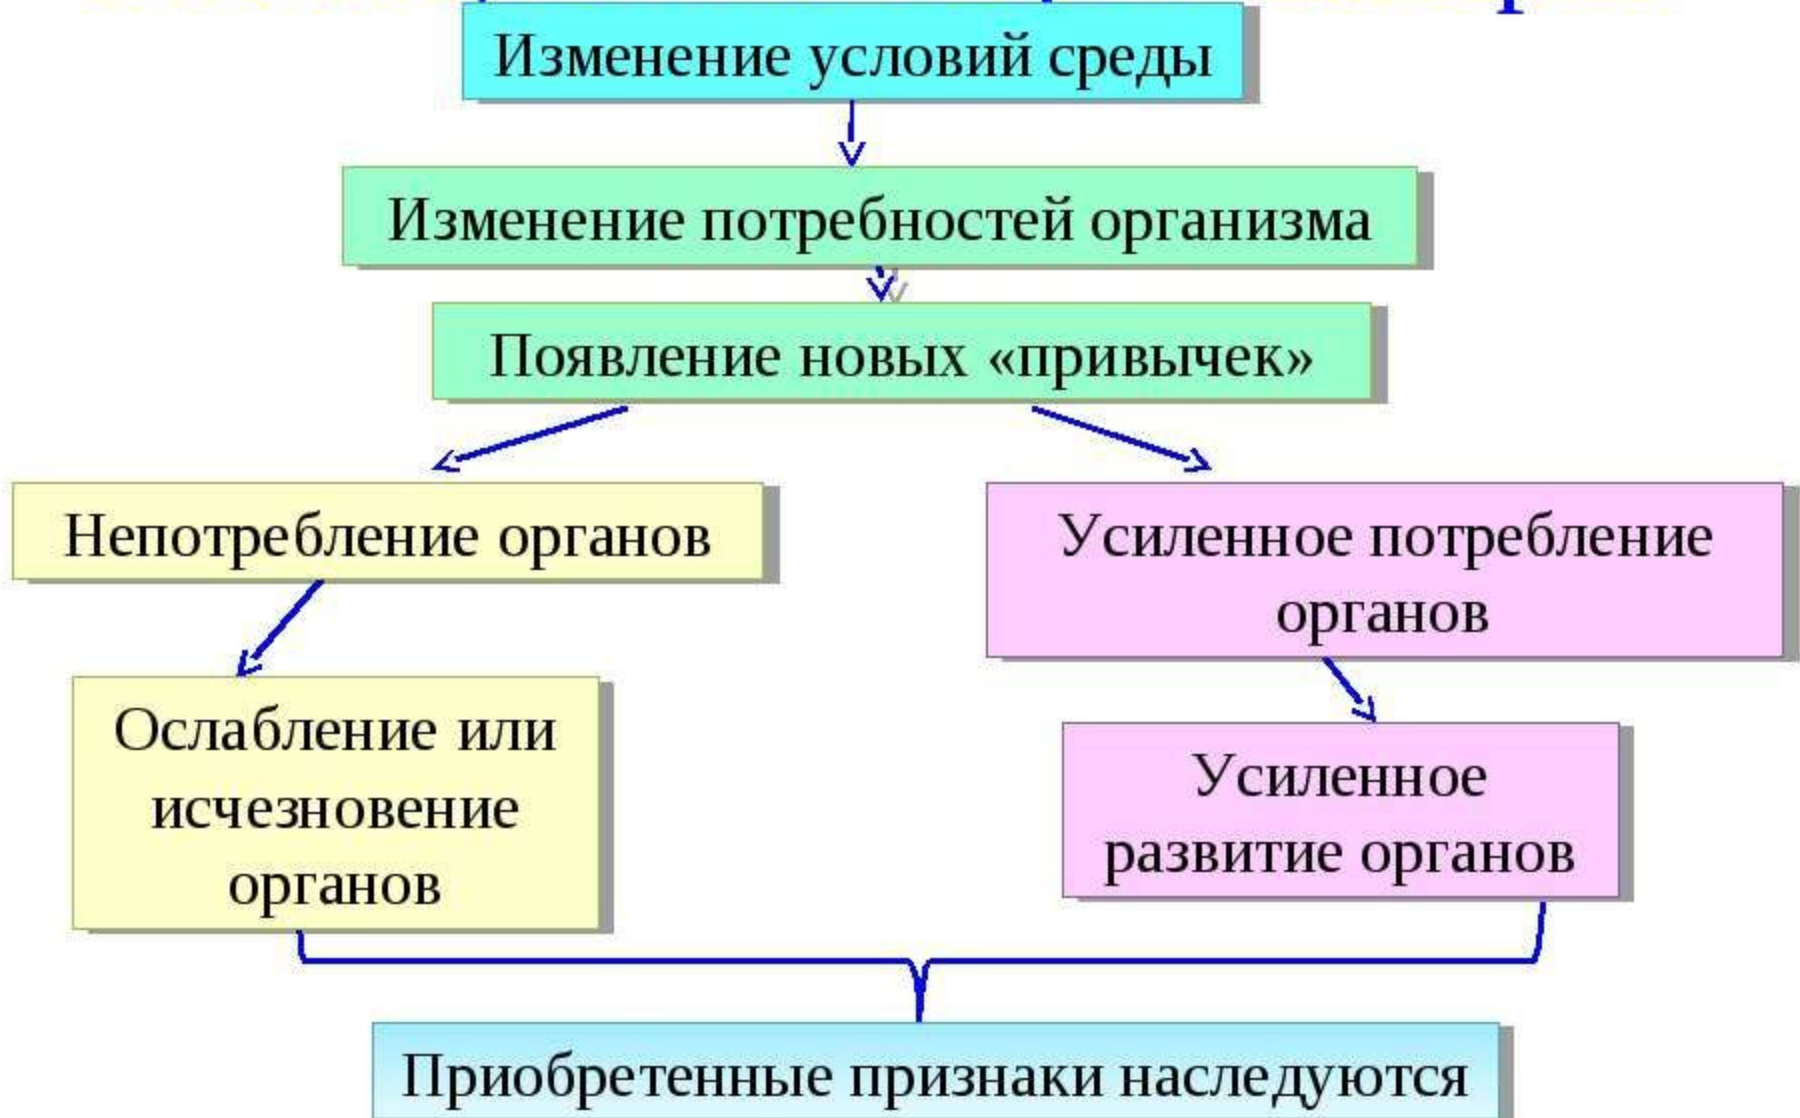 Изменение условий среды
Изменение потребностей организма
Появление новых «привычек»
Непотребление органов
Усиленное потребление
органов
Ослабление или
исчезновение
органов
Усиленное
развитие органов
Приобретенные признаки наследуются